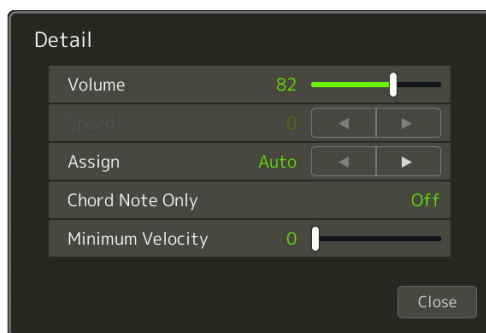 Detail
Volume 82
Speed 0
Assign Auto
Chord Note Only Off
Minimum Velocity 0
Close